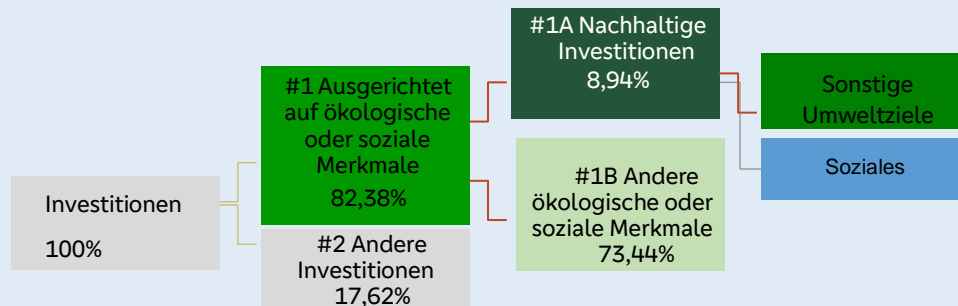 Investitionen
100%
#1 Ausgerichtet
auf ökologische
oder soziale
Merkmale
82,38%
#2 Andere
Investitionen
17,62%
#1A Nachhaltige
Investitionen
8,94%
#1B Andere
ökologische oder
soziale Merkmale
73,44%
Sonstige
Umweltziele
Soziales